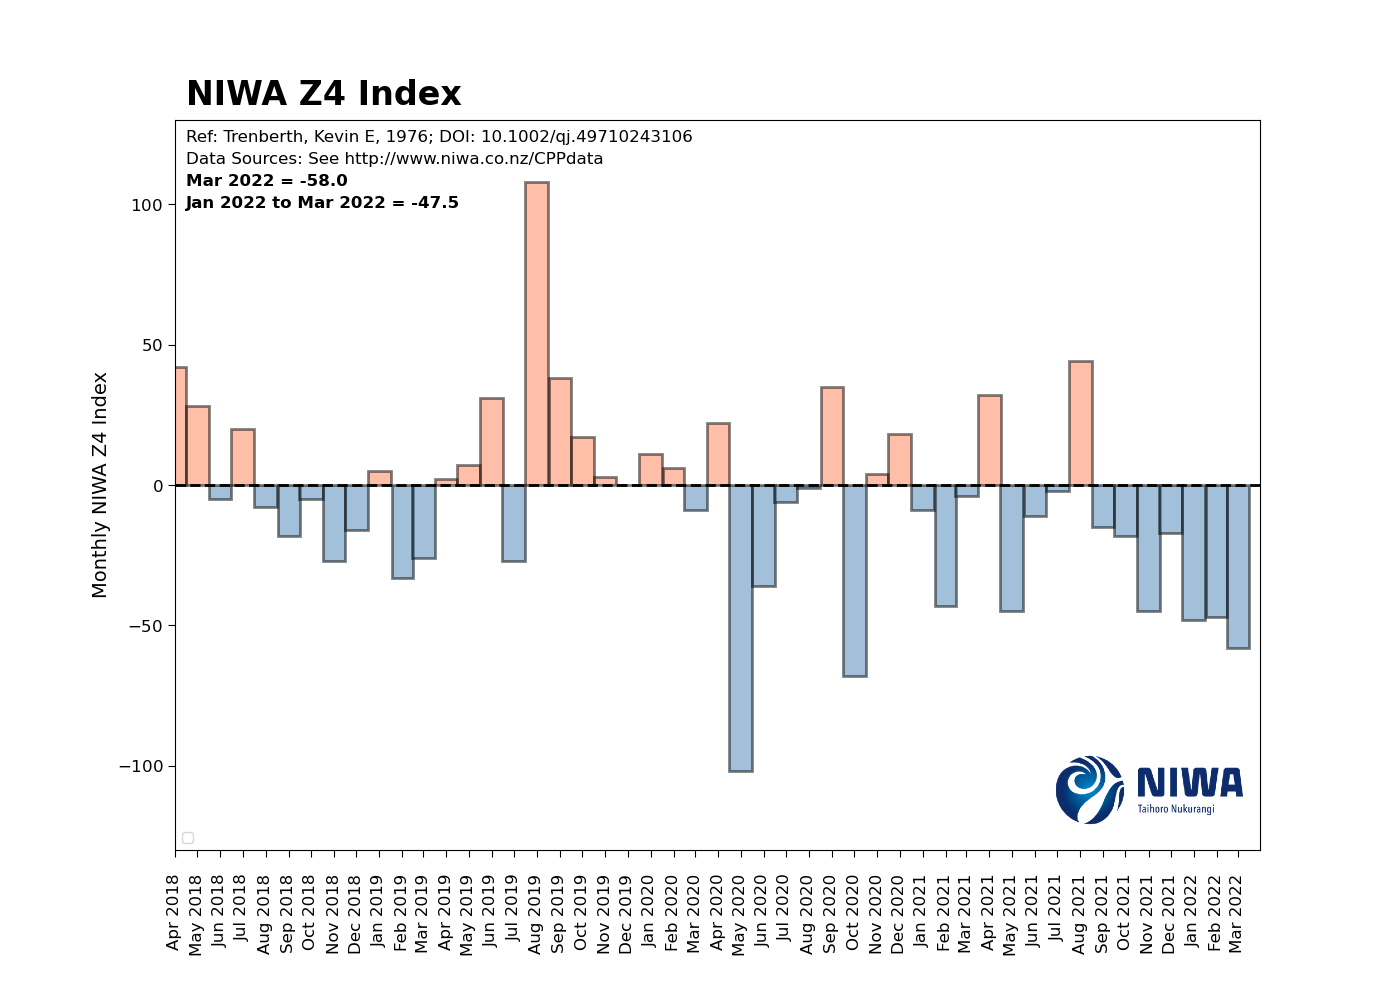 NIWA Z4 Index
Ref: Trenberth, Kevin E, 1976; DOI: 10.1002/qj.49710243106
Data Sources: See http://www.niwa.co.nz/CPPdata
Mar 2022 = -58.0
Jan 2022 to Mar 2022 = -47.5
Monthly NIWA Z4 Index
100
50
0
−50
−100
NIWA
Taihoro Nukurangi
Apr 2018
May 2018
Jun 2018
Jul 2018
Aug 2018
Sep 2018
Oct 2018
Nov 2018
Dec 2018
Jan 2019
Feb 2019
Mar 2019
Apr 2019
May 2019
Jun 2019
Jul 2019
Aug 2019
Sep 2019
Oct 2019
Nov 2019
Dec 2019
Jan 2020
Feb 2020
Mar 2020
Apr 2020
May 2020
Jun 2020
Jul 2020
Aug 2020
Sep 2020
Oct 2020
Nov 2020
Dec 2020
Jan 2021
Feb 2021
Mar 2021
Apr 2021
May 2021
Jun 2021
Jul 2021
Aug 2021
Sep 2021
Oct 2021
Nov 2021
Dec 2021
Jan 2022
Feb 2022
Mar 2022